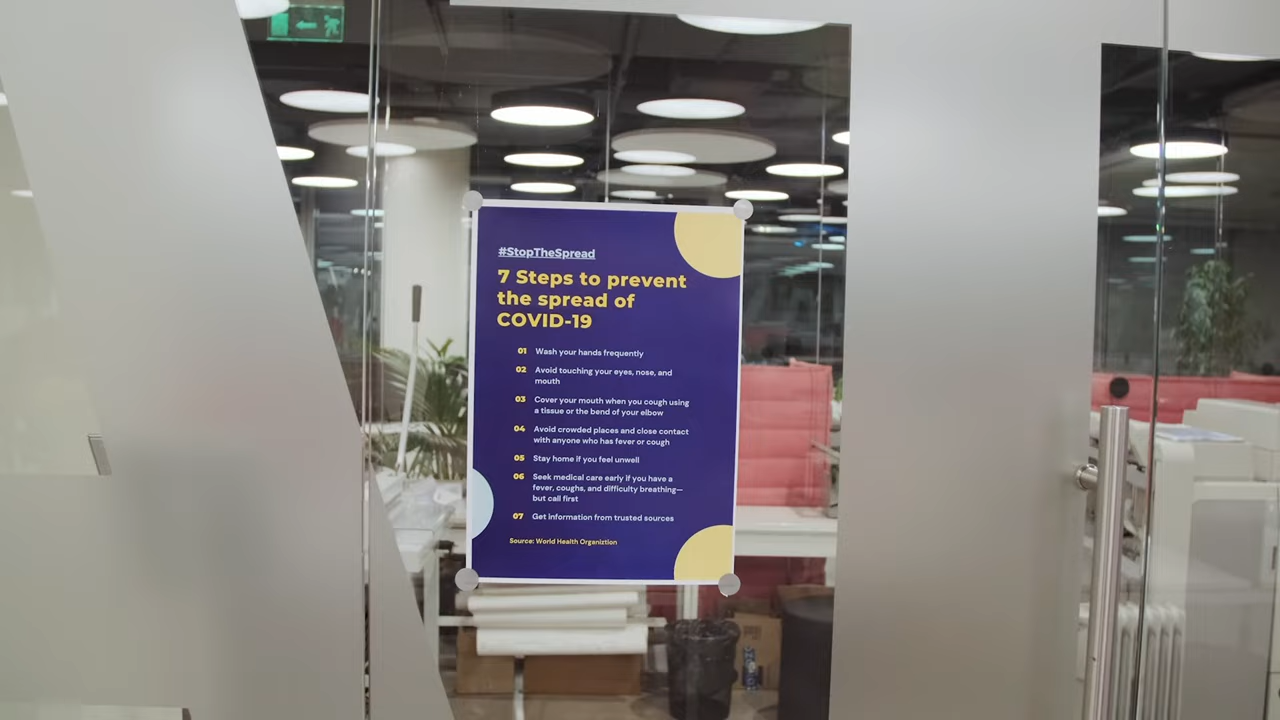 #StopTheSpread
7 Steps to prevent
the spread of
COVID-19
01 Wash your hands frequently
02 Avoid touching your eyes, nose, and
mouth
03 Cover your mouth when you cough using
a tissue or the bend of your elbow
04 Avoid crowded places and close contact
with anyone who has fever or cough
05 Stay home if you feel unwell
06 Seek medical care early if you have a
fever, coughs, and difficulty breathing—
but call first
07 Get information from trusted sources
Source: World Health Organiztion